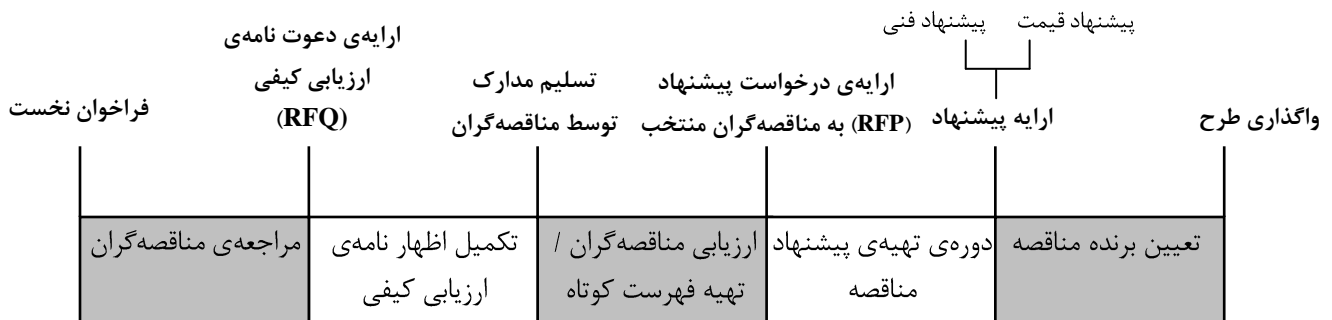 پیشنهاد فنی
پیشنهاد قیمت
فراخوان نخست
ارایه‌ی دعوت نامه‌ی
ارزیابی کیفی
(RFQ)
تسلیم مدارک
توسط مناقصه‌گران
ارایه‌ی درخواست پیشنهاد
(RFP) به مناقصه‌گران منتخب
ارایه پیشنهاد
واگذاری طرح
مراجعه‌ی مناقصه‌گران
تکمیل اظهار نامه‌ی
ارزیابی کیفی
ارزیابی مناقصه‌گران /
تهیه فهرست کوتاه
دوره‌ی تهیه‌ی پیشنهاد
مناقصه
تعیین برنده مناقصه